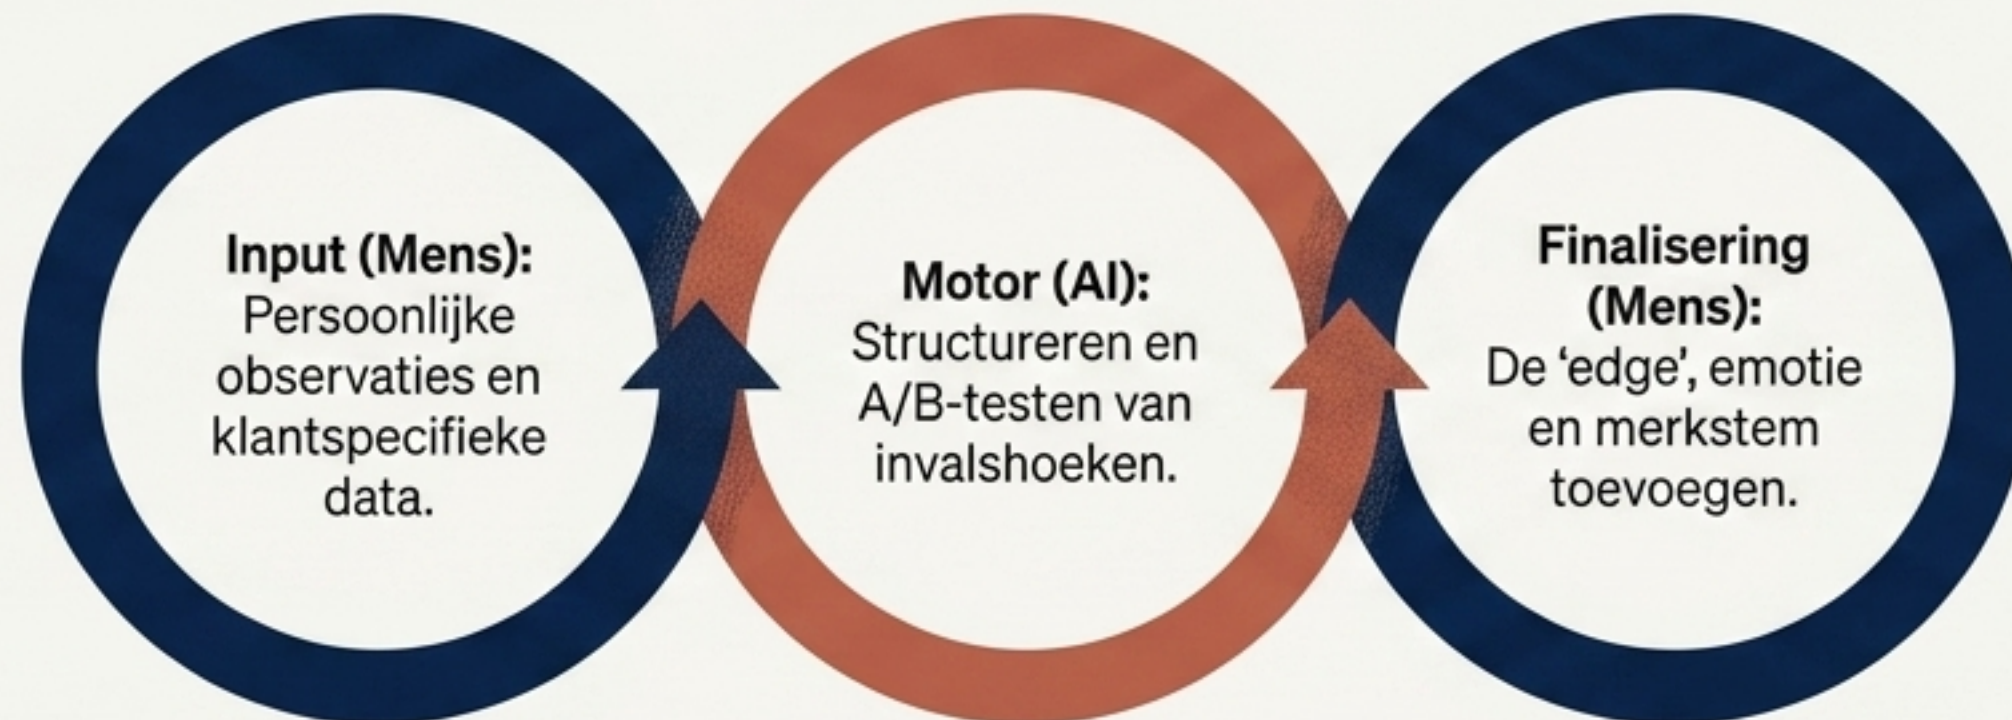 Input (Mens):
Persoonlijke
observaties en
klantspecifieke
data.
Motor (AI):
Structureren en
A/B-testen van
invalshoeken.
Finalisering
(Mens):
De ‘edge’, emotie
en merkstem
toevoegen.